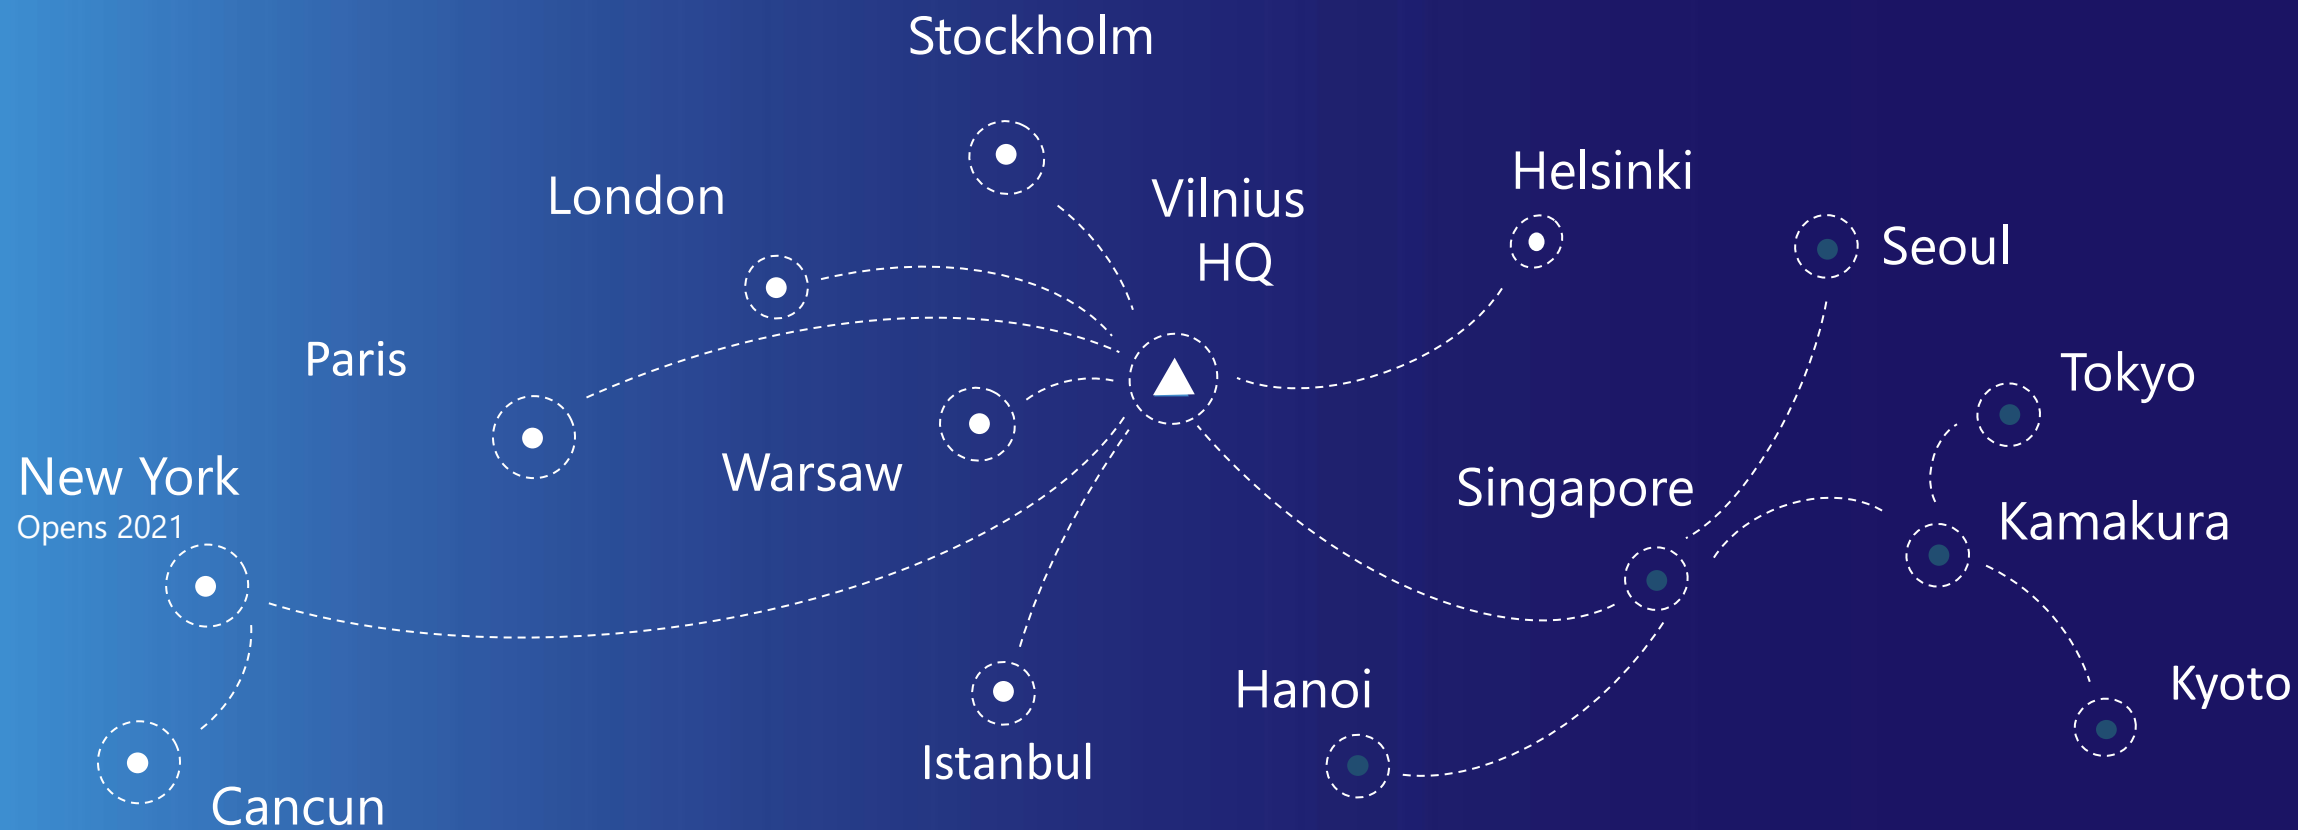 Stockholm
London
Vilnius
HQ
Helsinki
Seoul
Paris
Tokyo
New York
Opens 2021
Warsaw
Singapore
Kamakura
Hanoi
Kyoto
Istanbul
Cancun